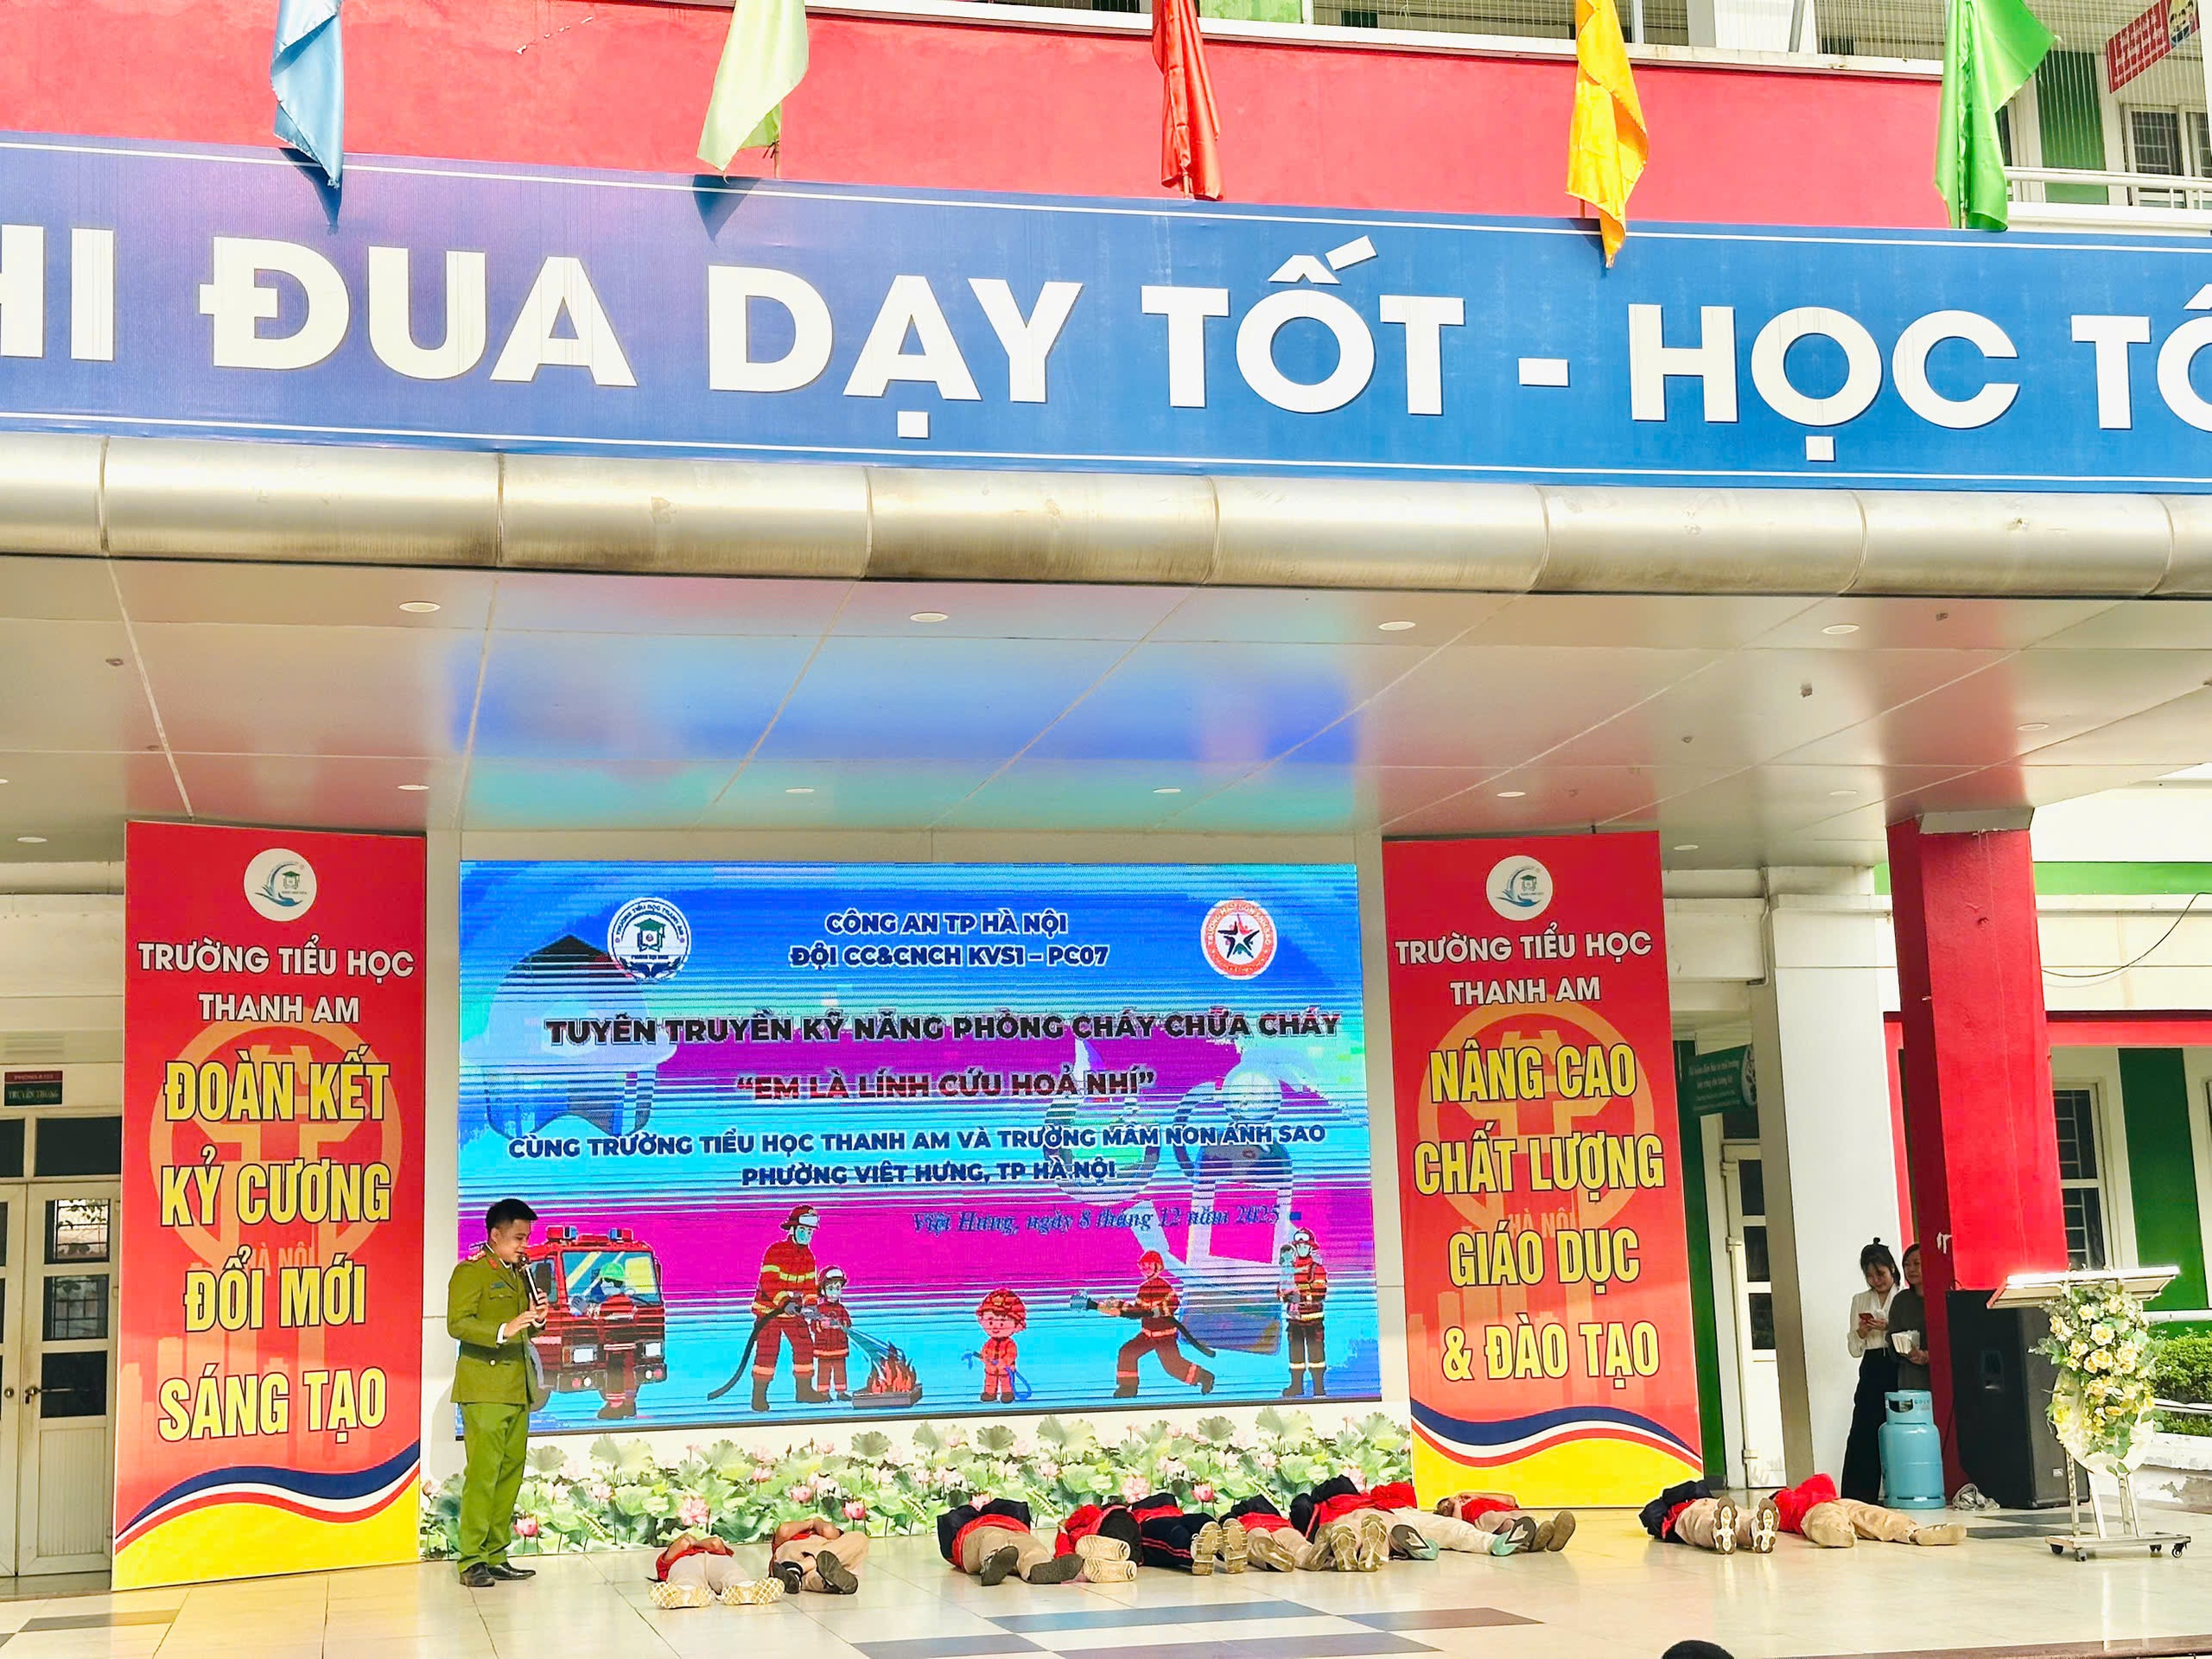 HI ĐUA DẠY TỐT - HỌC TỐ
TRƯỜNG TIỂU HỌC
THANH AM
ĐOÀN KẾT
KỶ CƯƠNG
HÀ NỘI
ĐỔI MỚI
SÁNG TẠO
CÔNG AN TP HÀ NỘI
ĐỘI CC&CNCH KVS1 – PC07
TUYÊN TRUYỀN KỸ NĂNG PHÒNG CHÁY CHỮA CHÁY
“EM LÀ LÍNH CỨU HOẢ NHÍ”
CÙNG TRƯỜNG TIỂU HỌC THANH AM VÀ TRƯỜNG MẦM NON ÁNH SAO
PHƯỜNG VIỆT HƯNG, TP HÀ NỘI
Việt Hưng, ngày 8 tháng 12 năm 2025
TRƯỜNG TIỂU HỌC
THANH AM
NÂNG CAO
CHẤT LƯỢNG
HÀ NỘI
GIÁO DỤC
& ĐÀO TẠO